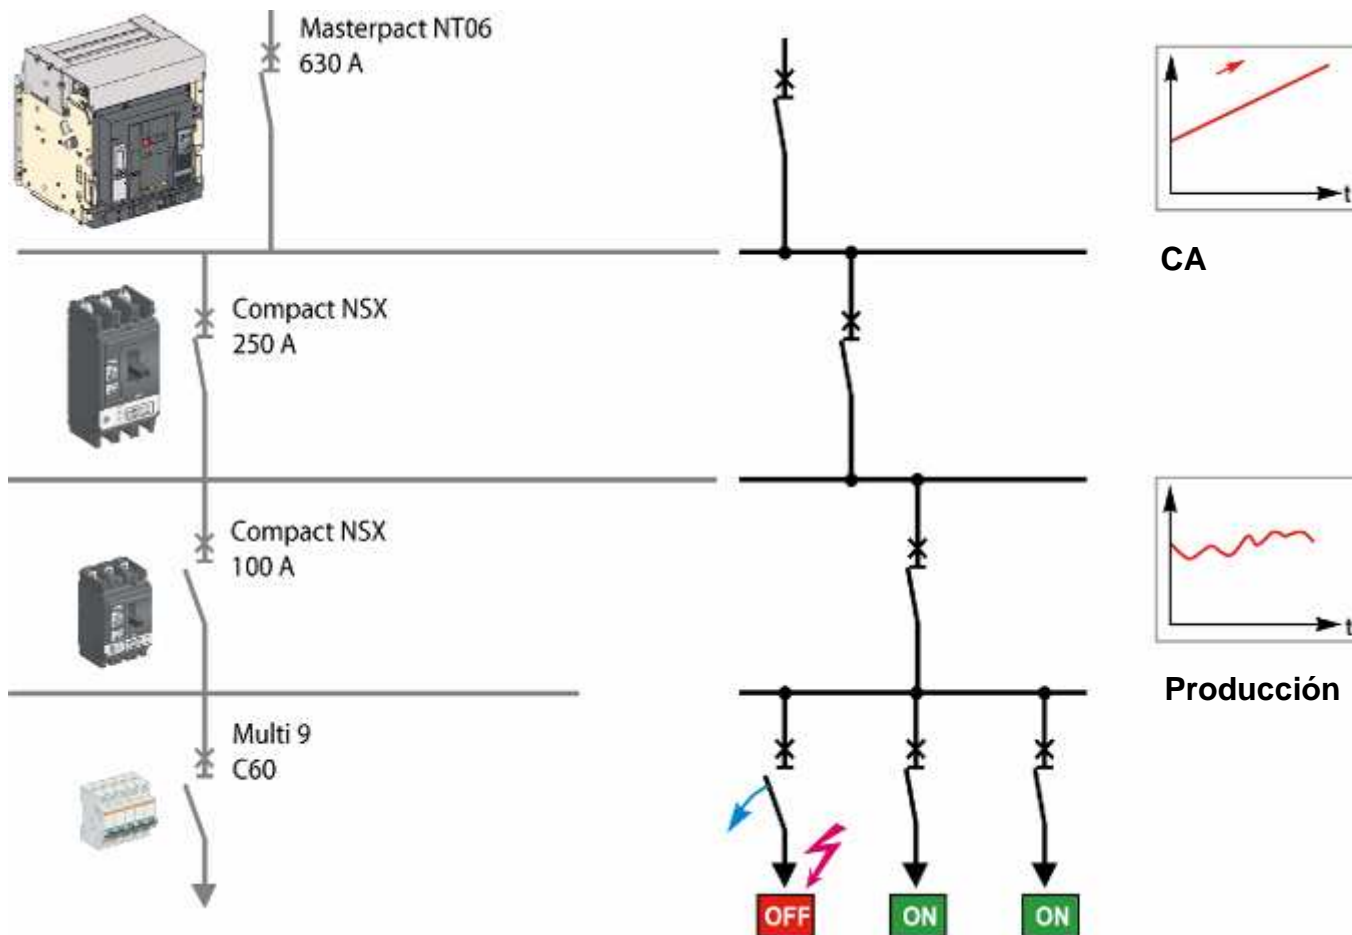 Masterpact NT06
630 A
t
CA
Compact NSX
250 A
Compact NSX
100 A
t
Producción
Multi 9
C60
OFF
ON
ON